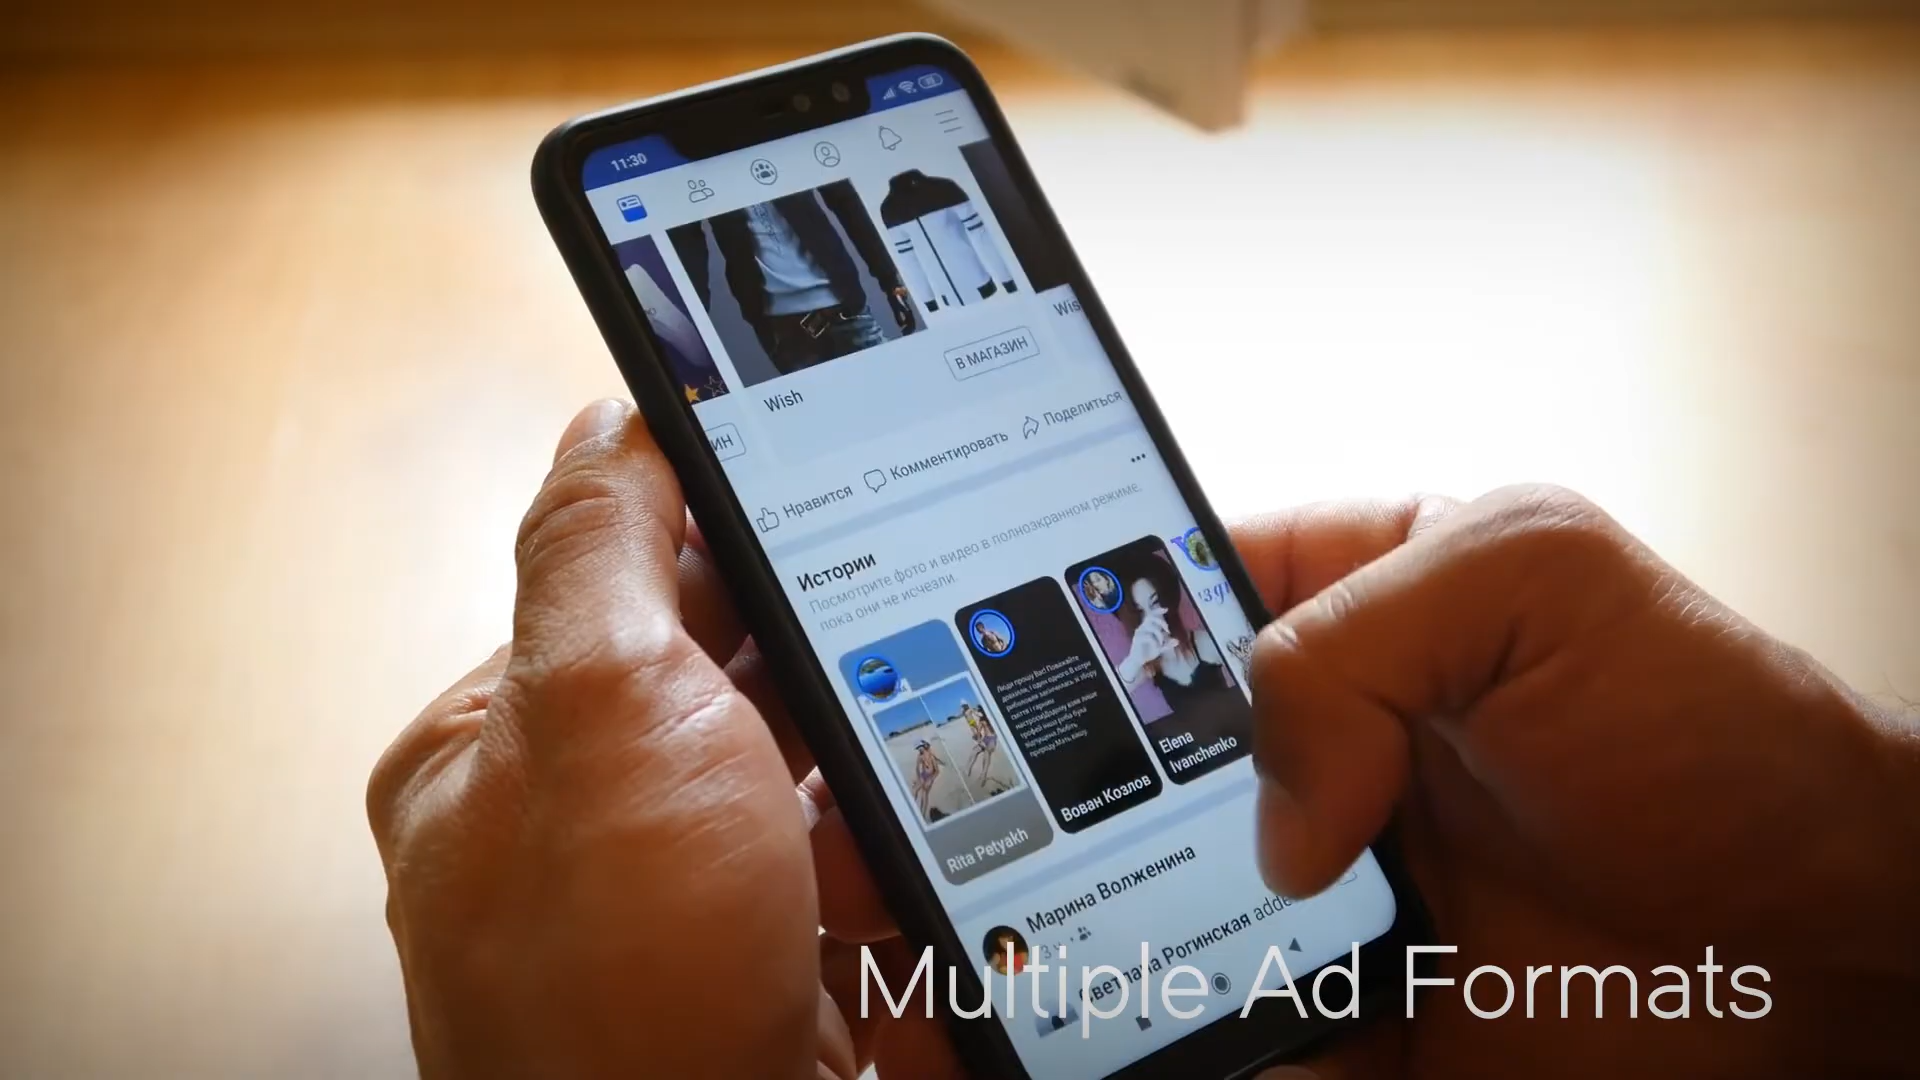 11:30
Wish
В МАГАЗИН
Wis
ИН
Нравится Комментировать Поделиться
Истории
Посмотрите фото и видео в полноэкранном режиме,
пока они не исчезли.
Rita Petyakh
Вован Козлов
Elena
Ivanchenko
Марина Волженина
Светлана Рогинская adde
Multiple Ad Formats